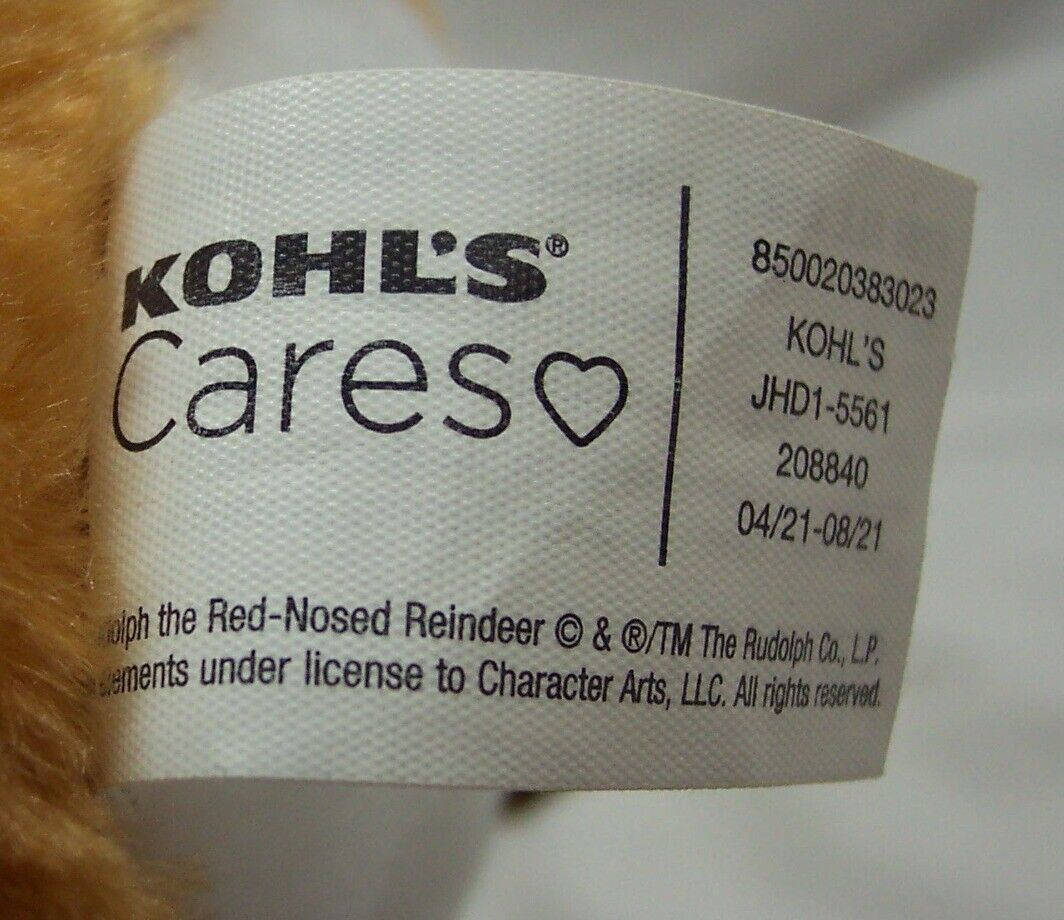 KOHL'S®
Cares
850020383023
KOHL'S
JHD1-5561
208840
04/21-08/21
the Red-Nosed Reindeer © & ®/TM The Rudolph Co., L.P.
under license to Character Arts, LLC. All rights reserved.